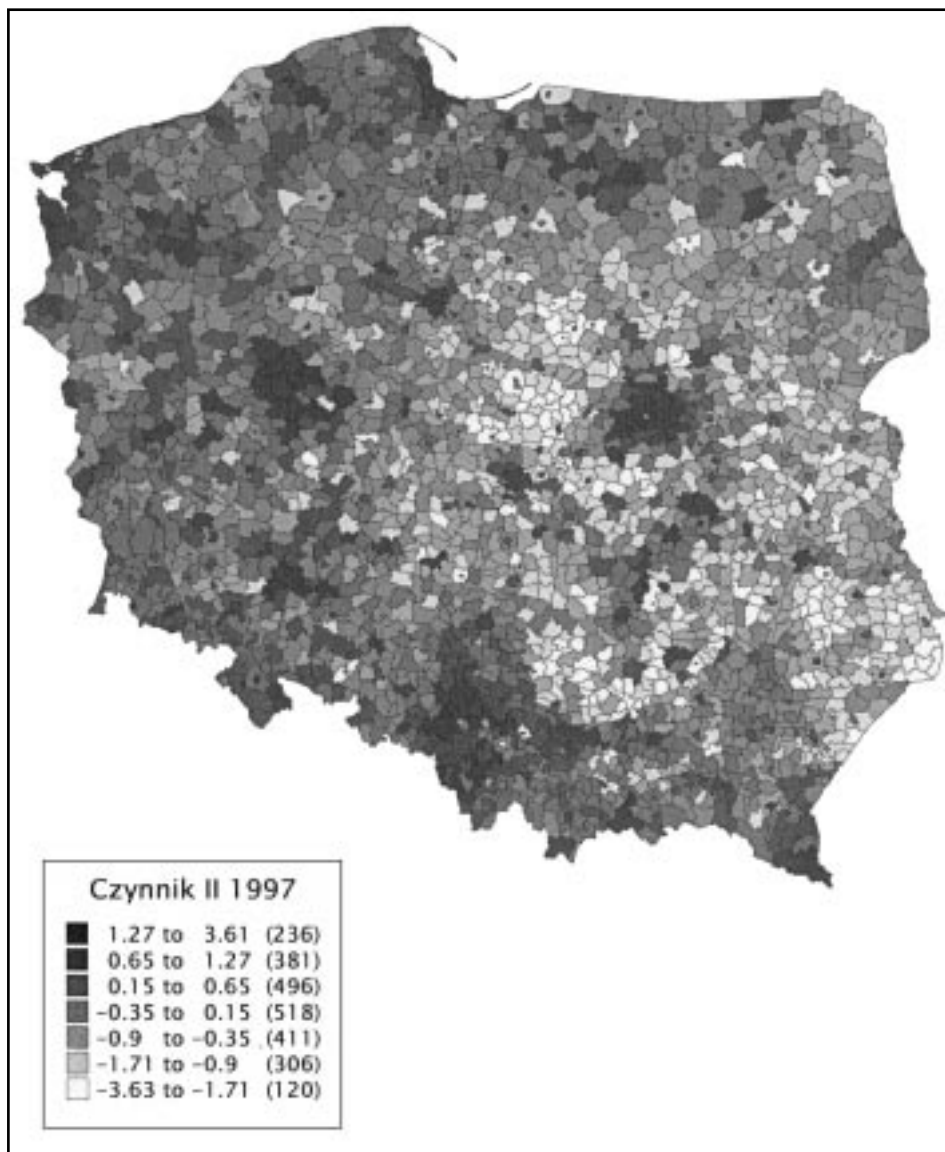 Czynnik II 1997
1.27 to 3.61 (236)
0.65 to 1.27 (381)
0.15 to 0.65 (496)
−0.35 to 0.15 (518)
−0.9 to −0.35 (411)
−1.71 to −0.9 (306)
−3.63 to −1.71 (120)